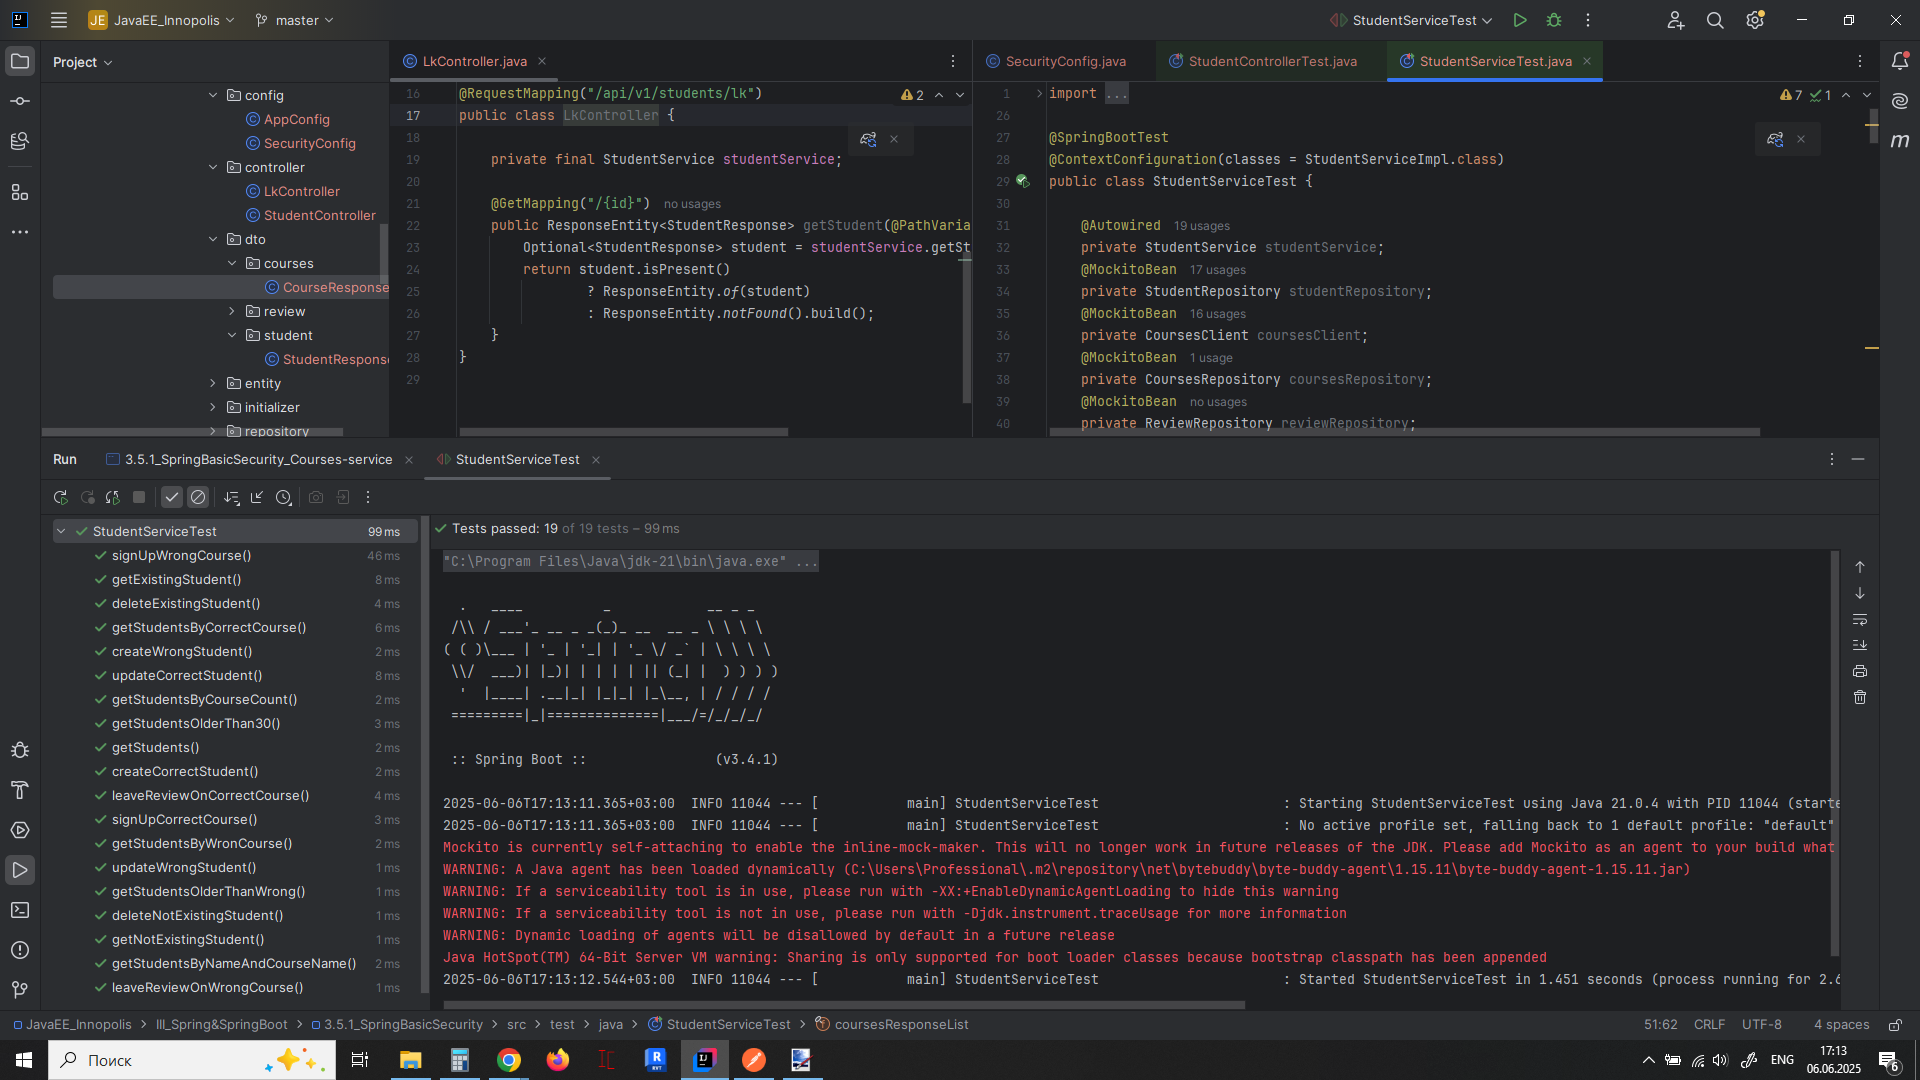 JE JavaEE_Innopolis master StudentServiceTest
Project
config
AppConfig
SecurityConfig
controller
LkController
StudentController
dto
courses
CourseResponse
review
student
StudentRespons
entity
initializer
repository
LkController.java
16 @RequestMapping("/api/v1/students/lk") 2
17 public class LkController {
18
19 private final StudentService studentService;
20
21 @GetMapping("/{id}") no usages
22 public ResponseEntity<StudentResponse> getStudent(@PathVaria
23 Optional<StudentResponse> student = studentService.getSt
24 return student.isPresent()
25 ? ResponseEntity.of(student)
26 : ResponseEntity.notFound().build();
27 }
28 }
29
SecurityConfig.java StudentControllerTest.java StudentServiceTest.java
1 import ... 7 1
26
27 @SpringBootTest
28 @ContextConfiguration(classes = StudentServiceImpl.class)
29 public class StudentServiceTest {
30
31 @Autowired 19 usages
32 private StudentService studentService;
33 @MockitoBean 17 usages
34 private StudentRepository studentRepository;
35 @MockitoBean 16 usages
36 private CoursesClient coursesClient;
37 @MockitoBean 1 usage
38 private CoursesRepository coursesRepository;
39 @MockitoBean no usages
40 private ReviewRepository reviewRepository;
Run 3.5.1_SpringBasicSecurity_Courses-service StudentServiceTest
StudentServiceTest 99 ms
signUpWrongCourse() 46 ms
getExistingStudent() 8 ms
deleteExistingStudent() 4 ms
getStudentsByCorrectCourse() 6 ms
createWrongStudent() 2 ms
updateCorrectStudent() 8 ms
getStudentsByCourseCount() 2 ms
getStudentsOlderThan30() 3 ms
getStudents() 2 ms
createCorrectStudent() 2 ms
leaveReviewOnCorrectCourse() 4 ms
signUpCorrectCourse() 3 ms
getStudentsByWronCourse() 2 ms
updateWrongStudent() 1 ms
getStudentsOlderThanWrong() 1 ms
deleteNotExistingStudent() 1 ms
getNotExistingStudent() 1 ms
getStudentsByNameAndCourseName() 2 ms
leaveReviewOnWrongCourse() 1 ms
Tests passed: 19 of 19 tests – 99 ms
"C:\Program Files\Java\jdk-21\bin\java.exe" ...
  .   ____          _            __ _ _
 /\\ / ___'_ __ _ _(_)_ __  __ _ \ \ \ \
( ( )\___ | '_ | '_| | '_ \/ _` | \ \ \ \
 \\/  ___)| |_)| | | | | || (_| |  ) ) ) )
  '  |____| .__|_| |_|_| |_\__, | / / / /
 =========|_|==============|___/=/_/_/_/
:: Spring Boot :: (v3.4.1)
2025-06-06T17:13:11.365+03:00 INFO 11044 --- [ main] StudentServiceTest : Starting StudentServiceTest using Java 21.0.4 with PID 11044 (starte
2025-06-06T17:13:11.365+03:00 INFO 11044 --- [ main] StudentServiceTest : No active profile set, falling back to 1 default profile: "default"
Mockito is currently self-attaching to enable the inline-mock-maker. This will no longer work in future releases of the JDK. Please add Mockito as an agent to your build what
WARNING: A Java agent has been loaded dynamically (C:\Users\Professional\.m2\repository\net\bytebuddy\byte-buddy-agent\1.15.11\byte-buddy-agent-1.15.11.jar)
WARNING: If a serviceability tool is in use, please run with -XX:+EnableDynamicAgentLoading to hide this warning
WARNING: If a serviceability tool is not in use, please run with -Djdk.instrument.traceUsage for more information
WARNING: Dynamic loading of agents will be disallowed by default in a future release
Java HotSpot(TM) 64-Bit Server VM warning: Sharing is only supported for boot loader classes because bootstrap classpath has been appended
2025-06-06T17:13:12.544+03:00 INFO 11044 --- [ main] StudentServiceTest : Started StudentServiceTest in 1.451 seconds (process running for 2.6
JavaEE_Innopolis > III_Spring&SpringBoot > 3.5.1_SpringBasicSecurity > src > test > java > StudentServiceTest > coursesResponseList 51:62 CRLF UTF-8 4 spaces
Поиск ENG 17:13
06.06.2025 6